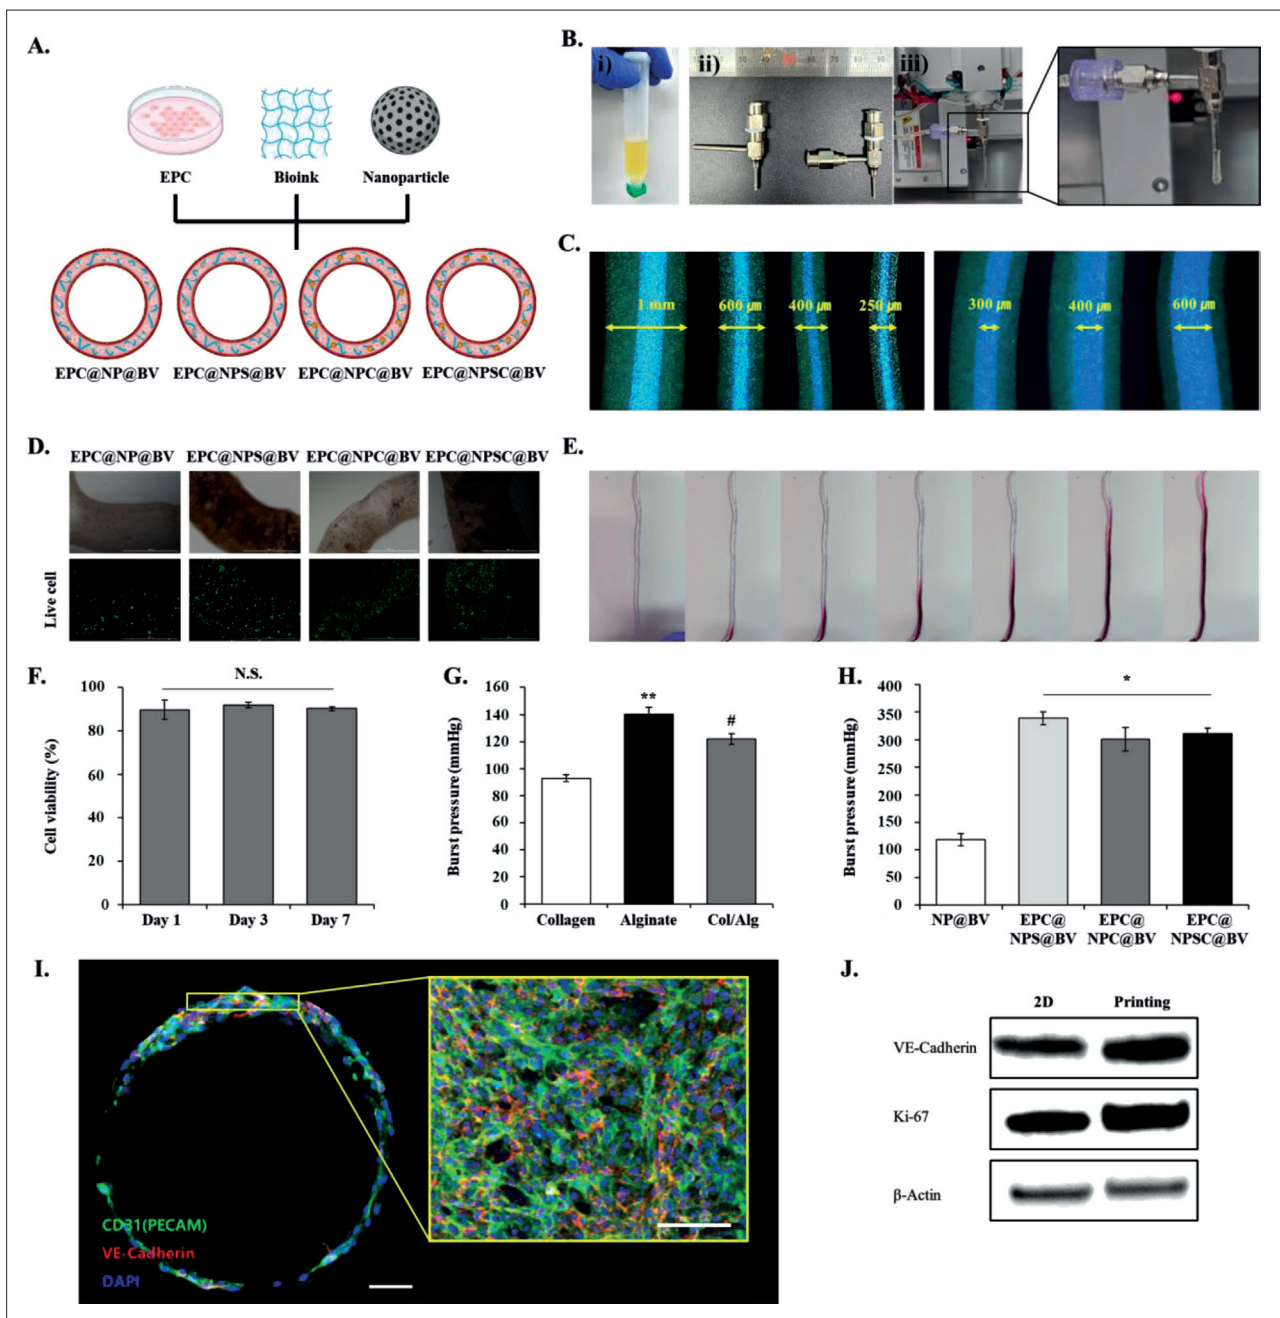 A.
EPC
Bioink
Nanoparticle
EPC@NP@BV
EPC@NPS@BV
EPC@NPC@BV
EPC@NPSC@BV
B.
i)
ii)
iii)
C.
1 mm
600 μm
400 μm
250 μm
300 μm
400 μm
600 μm
D.
EPC@NP@BV
EPC@NPS@BV
EPC@NPC@BV
EPC@NPSC@BV
Live cell
E.
F.
N.S.
Cell viability (%)
100
80
60
40
20
0
Day 1
Day 3
Day 7
G.
Burst pressure (mmHg)
160
140
120
100
80
60
40
20
0
**
#
Collagen
Alginate
Col/Alg
H.
Burst pressure (mmHg)
400
350
300
250
200
150
100
50
0
*
NP@BV
EPC@
NPS@BV
EPC@
NPC@BV
EPC@
NPSC@BV
I.
CD31(PECAM)
VE-Cadherin
DAPI
J.
2D
Printing
VE-Cadherin
Ki-67
β-Actin